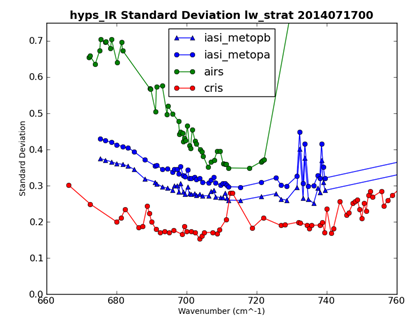 hyps_IR Standard Deviation lw_strat 2014071700
iasi_metopb
iasi_metopa
airs
cris
Standard Deviation
0.7
0.6
0.5
0.4
0.3
0.2
0.1
0.0
660 680 700 720 740 760
Wavenumber (cm^-1)